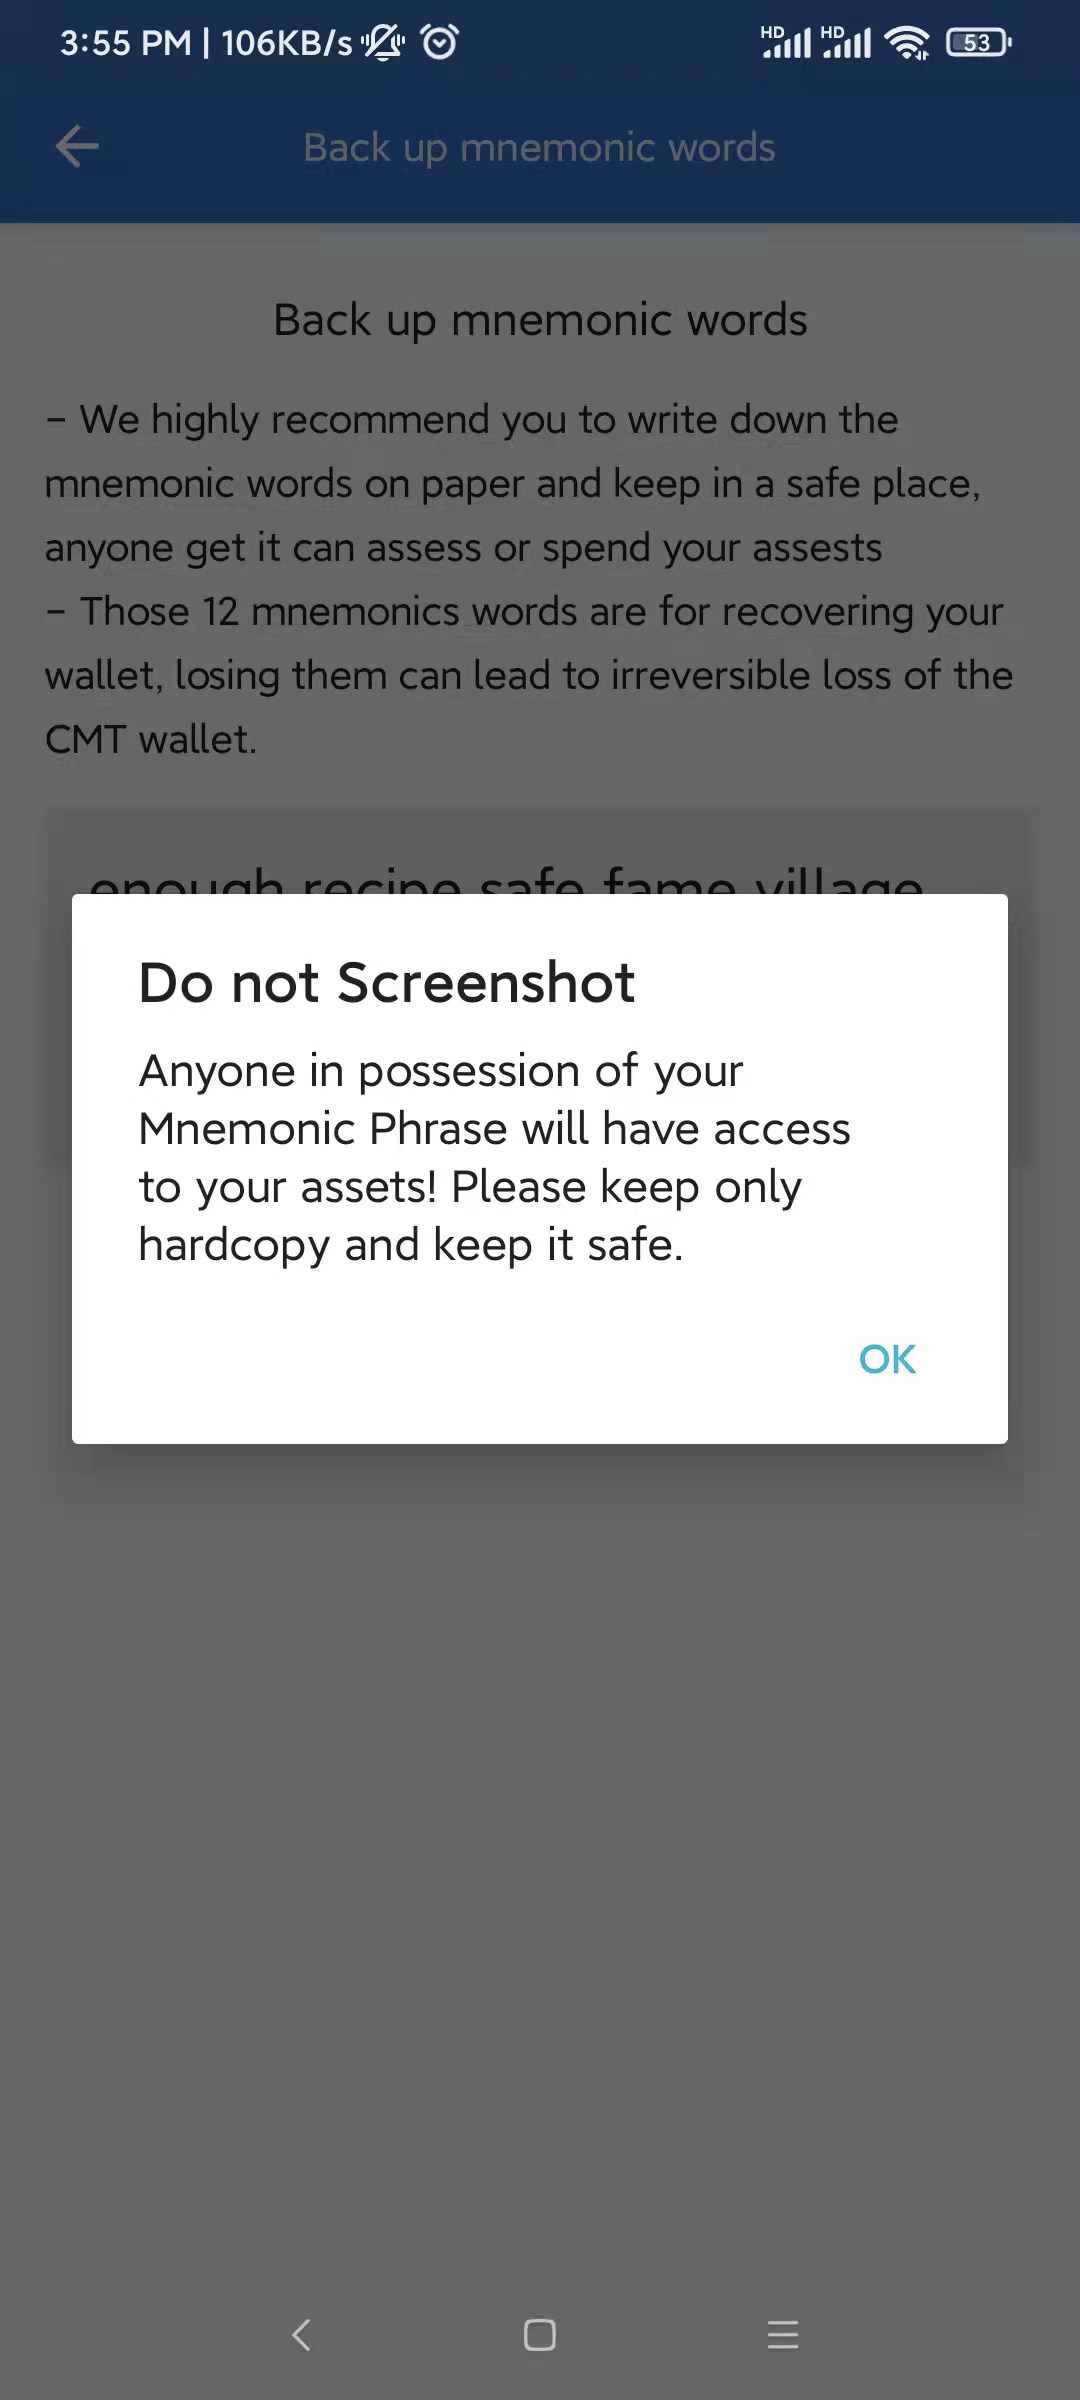 3:55 PM | 106KB/s HD HD 53
Back up mnemonic words
Back up mnemonic words
- We highly recommend you to write down the
mnemonic words on paper and keep in a safe place,
anyone get it can assess or spend your assests
- Those 12 mnemonics words are for recovering your
wallet, losing them can lead to irreversible loss of the
CMT wallet.
enough recipe safe fame village
Do not Screenshot
Anyone in possession of your
Mnemonic Phrase will have access
to your assets! Please keep only
hardcopy and keep it safe.
OK